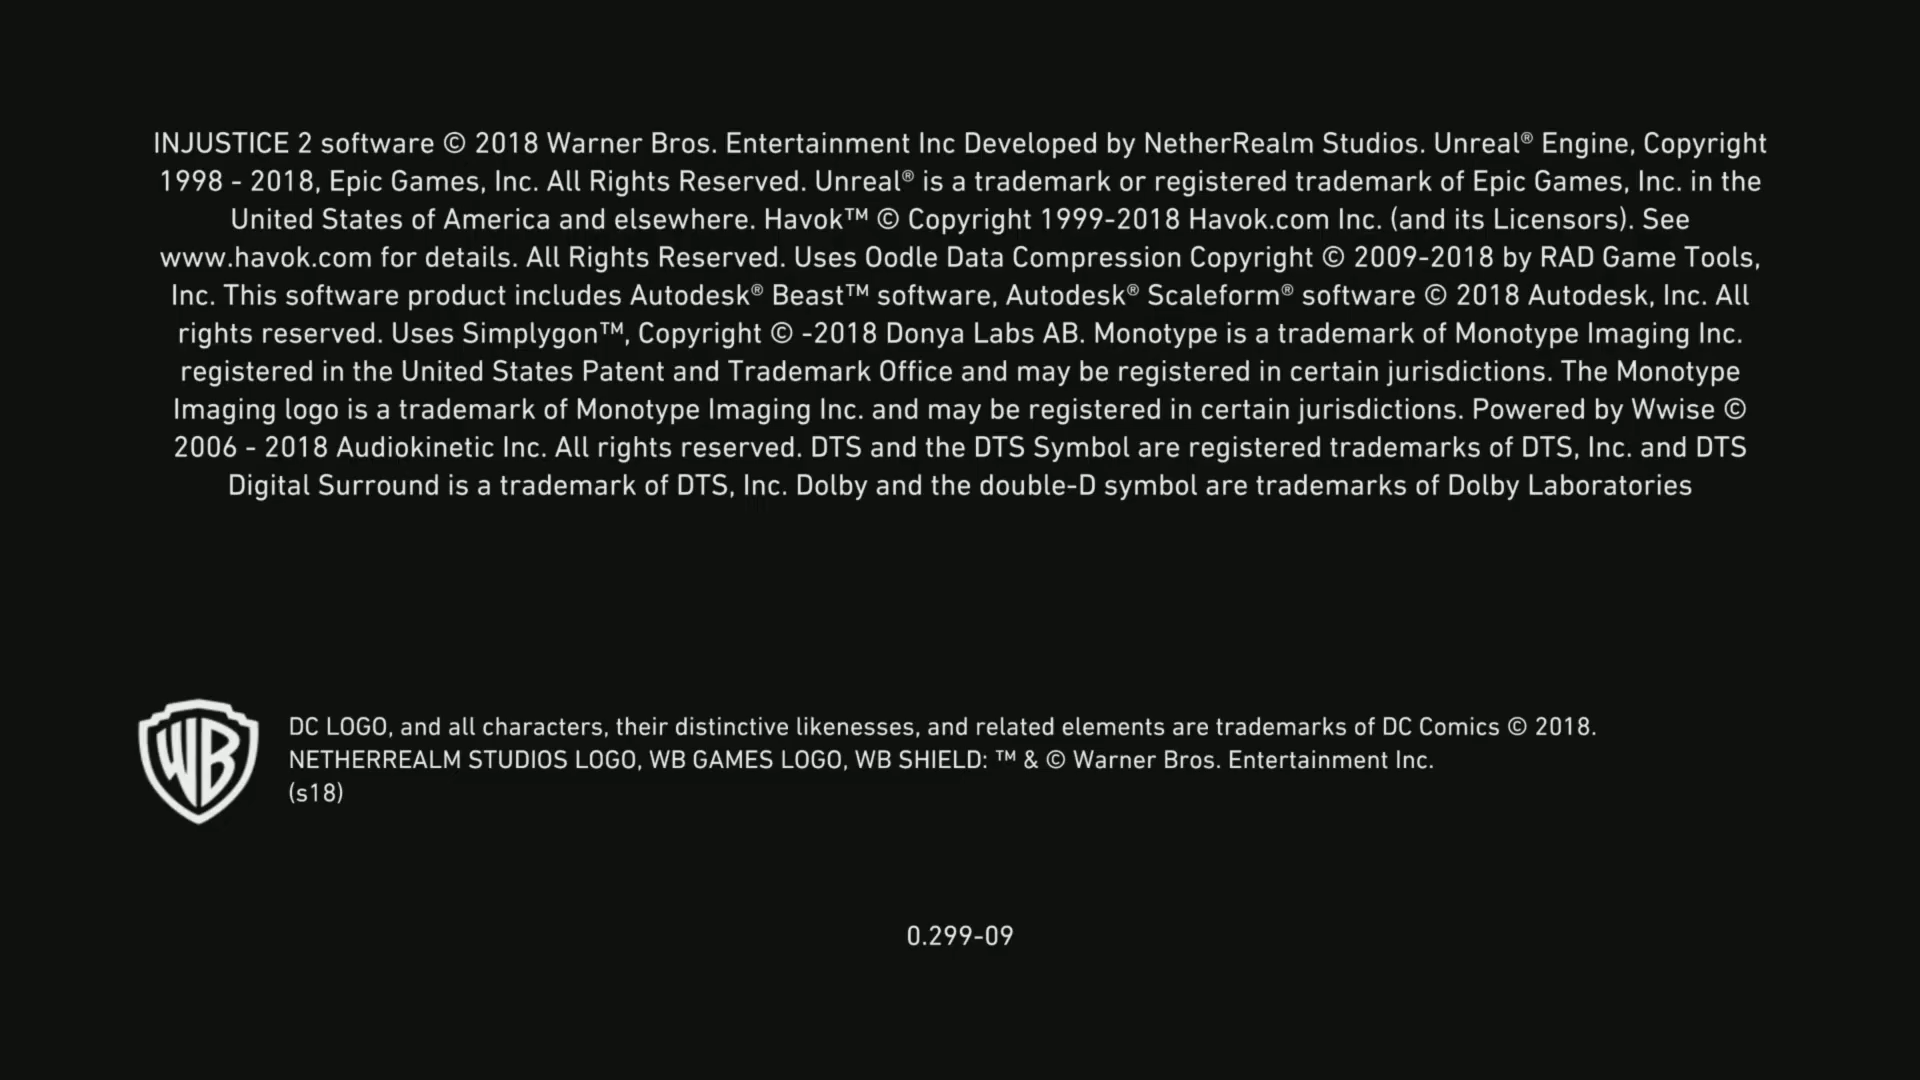 INJUSTICE 2 software © 2018 Warner Bros. Entertainment Inc Developed by NetherRealm Studios. Unreal® Engine, Copyright
1998 - 2018, Epic Games, Inc. All Rights Reserved. Unreal® is a trademark or registered trademark of Epic Games, Inc. in the
United States of America and elsewhere. Havok™ © Copyright 1999-2018 Havok.com Inc. (and its Licensors). See
www.havok.com for details. All Rights Reserved. Uses Oodle Data Compression Copyright © 2009-2018 by RAD Game Tools,
Inc. This software product includes Autodesk® Beast™ software, Autodesk® Scaleform® software © 2018 Autodesk, Inc. All
rights reserved. Uses Simplygon™, Copyright © -2018 Donya Labs AB. Monotype is a trademark of Monotype Imaging Inc.
registered in the United States Patent and Trademark Office and may be registered in certain jurisdictions. The Monotype
Imaging logo is a trademark of Monotype Imaging Inc. and may be registered in certain jurisdictions. Powered by Wwise ©
2006 - 2018 Audiokinetic Inc. All rights reserved. DTS and the DTS Symbol are registered trademarks of DTS, Inc. and DTS
Digital Surround is a trademark of DTS, Inc. Dolby and the double-D symbol are trademarks of Dolby Laboratories
WB
DC LOGO, and all characters, their distinctive likenesses, and related elements are trademarks of DC Comics © 2018.
NETHERREALM STUDIOS LOGO, WB GAMES LOGO, WB SHIELD: ™ & © Warner Bros. Entertainment Inc.
(s18)
0.299-09